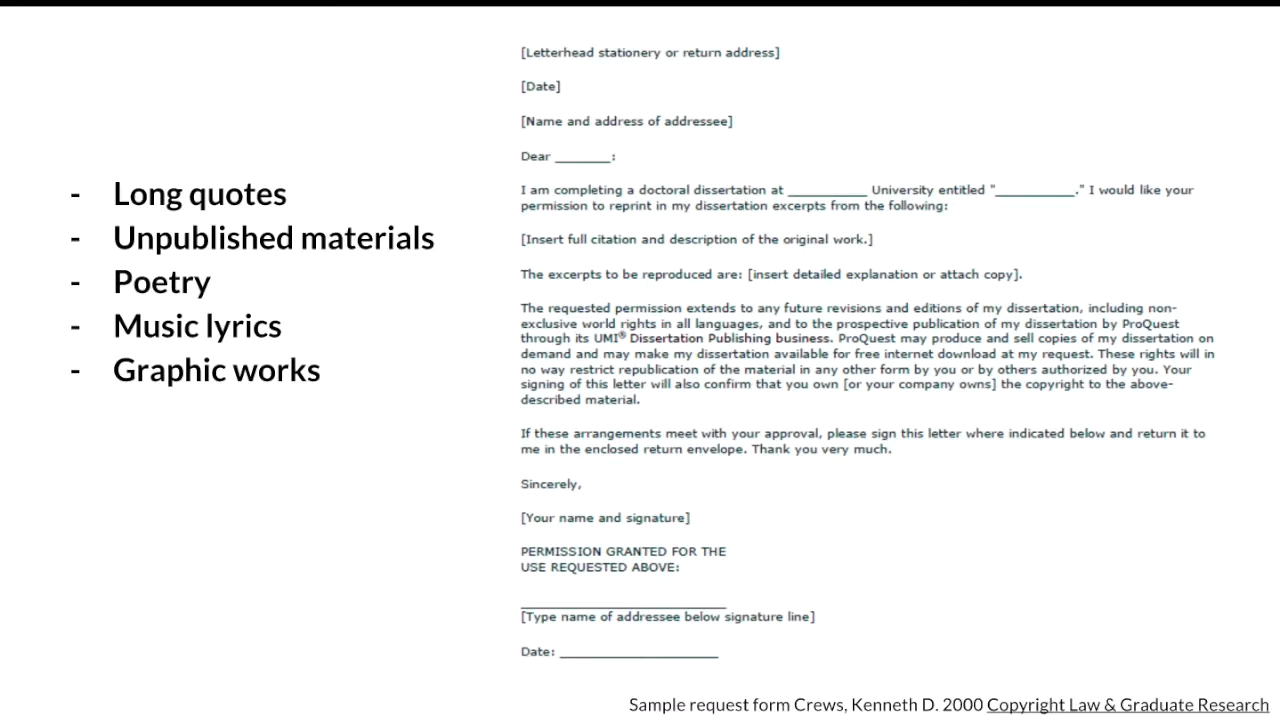 - Long quotes
- Unpublished materials
- Poetry
- Music lyrics
- Graphic works
[Letterhead stationery or return address]
[Date]
[Name and address of addressee]
Dear ________:
I am completing a doctoral dissertation at ___________ University entitled "___________." I would like your
permission to reprint in my dissertation excerpts from the following:
[Insert full citation and description of the original work.]
The excerpts to be reproduced are: [insert detailed explanation or attach copy].
The requested permission extends to any future revisions and editions of my dissertation, including non-
exclusive world rights in all languages, and to the prospective publication of my dissertation by ProQuest
through its UMI® Dissertation Publishing business. ProQuest may produce and sell copies of my dissertation on
demand and may make my dissertation available for free internet download at my request. These rights will in
no way restrict republication of the material in any other form by you or by others authorized by you. Your
signing of this letter will also confirm that you own [or your company owns] the copyright to the above-
described material.
If these arrangements meet with your approval, please sign this letter where indicated below and return it to
me in the enclosed return envelope. Thank you very much.
Sincerely,
[Your name and signature]
PERMISSION GRANTED FOR THE
USE REQUESTED ABOVE:
______________________________
[Type name of addressee below signature line]
Date: _______________________
Sample request form Crews, Kenneth D. 2000 Copyright Law & Graduate Research